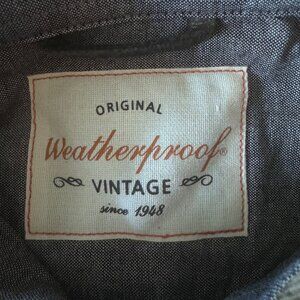 ORIGINAL
Weatherproof®
VINTAGE
since 1948